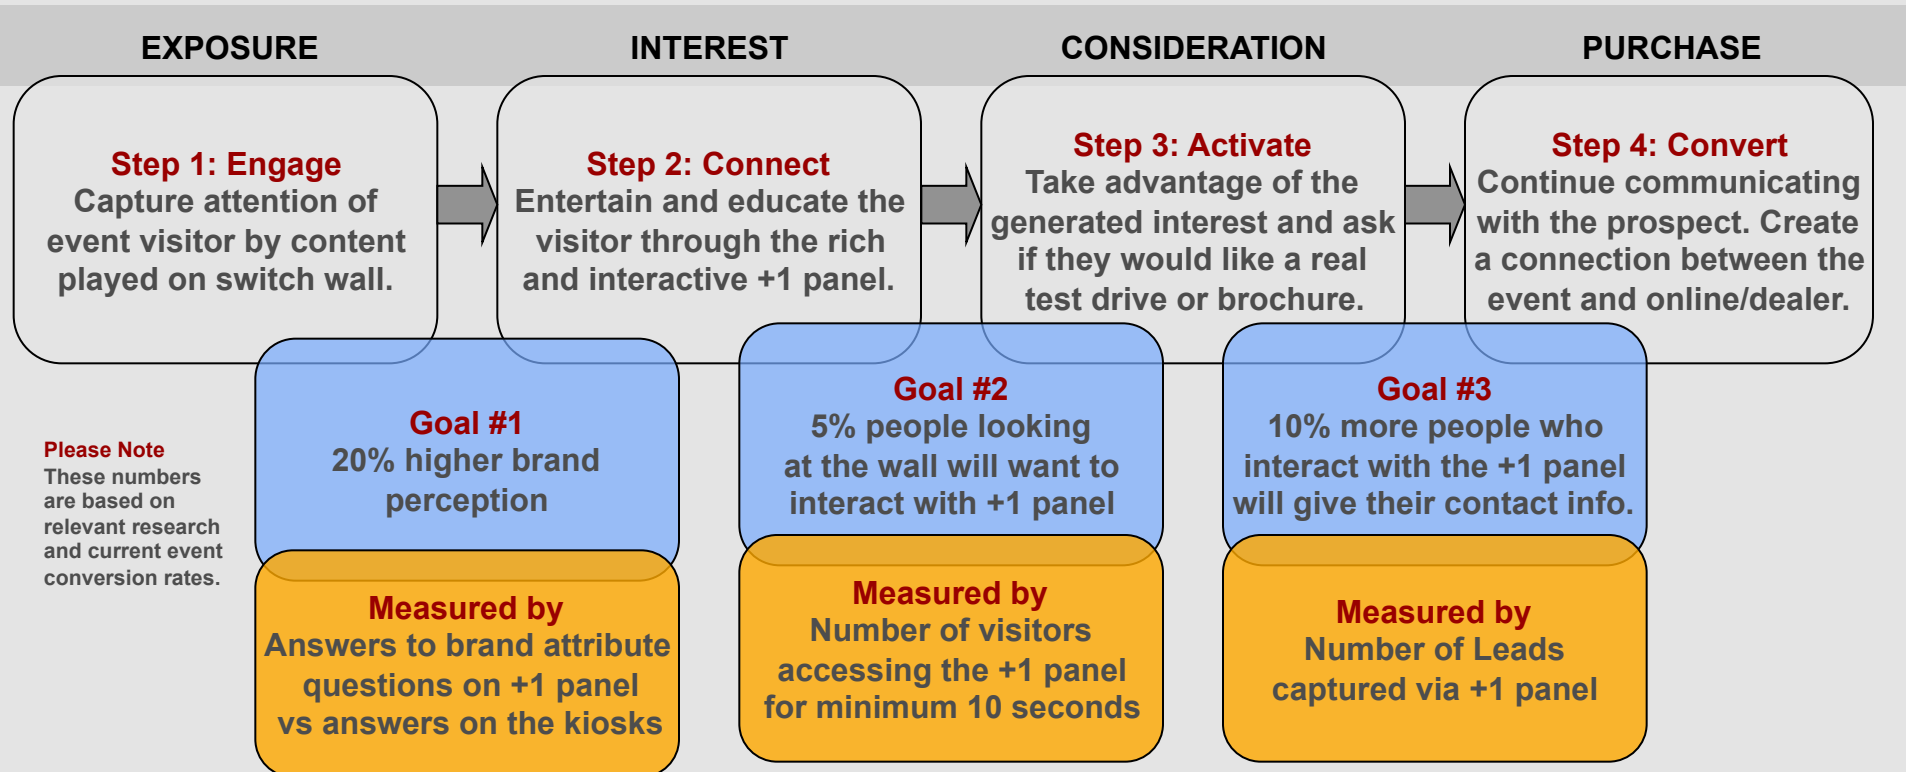 EXPOSURE
INTEREST
CONSIDERATION
PURCHASE
Step 1: Engage
Capture attention of
event visitor by content
played on switch wall.
Step 2: Connect
Entertain and educate the
visitor through the rich
and interactive +1 panel.
Step 3: Activate
Take advantage of the
generated interest and ask
if they would like a real
test drive or brochure.
Step 4: Convert
Continue communicating
with the prospect. Create
a connection between the
event and online/dealer.
Please Note
These numbers
are based on
relevant research
and current event
conversion rates.
Goal #1
20% higher brand
perception
Goal #2
5% people looking
at the wall will want to
interact with +1 panel
Goal #3
10% more people who
interact with the +1 panel
will give their contact info.
Measured by
Answers to brand attribute
questions on +1 panel
vs answers on the kiosks
Measured by
Number of visitors
accessing the +1 panel
for minimum 10 seconds
Measured by
Number of Leads
captured via +1 panel